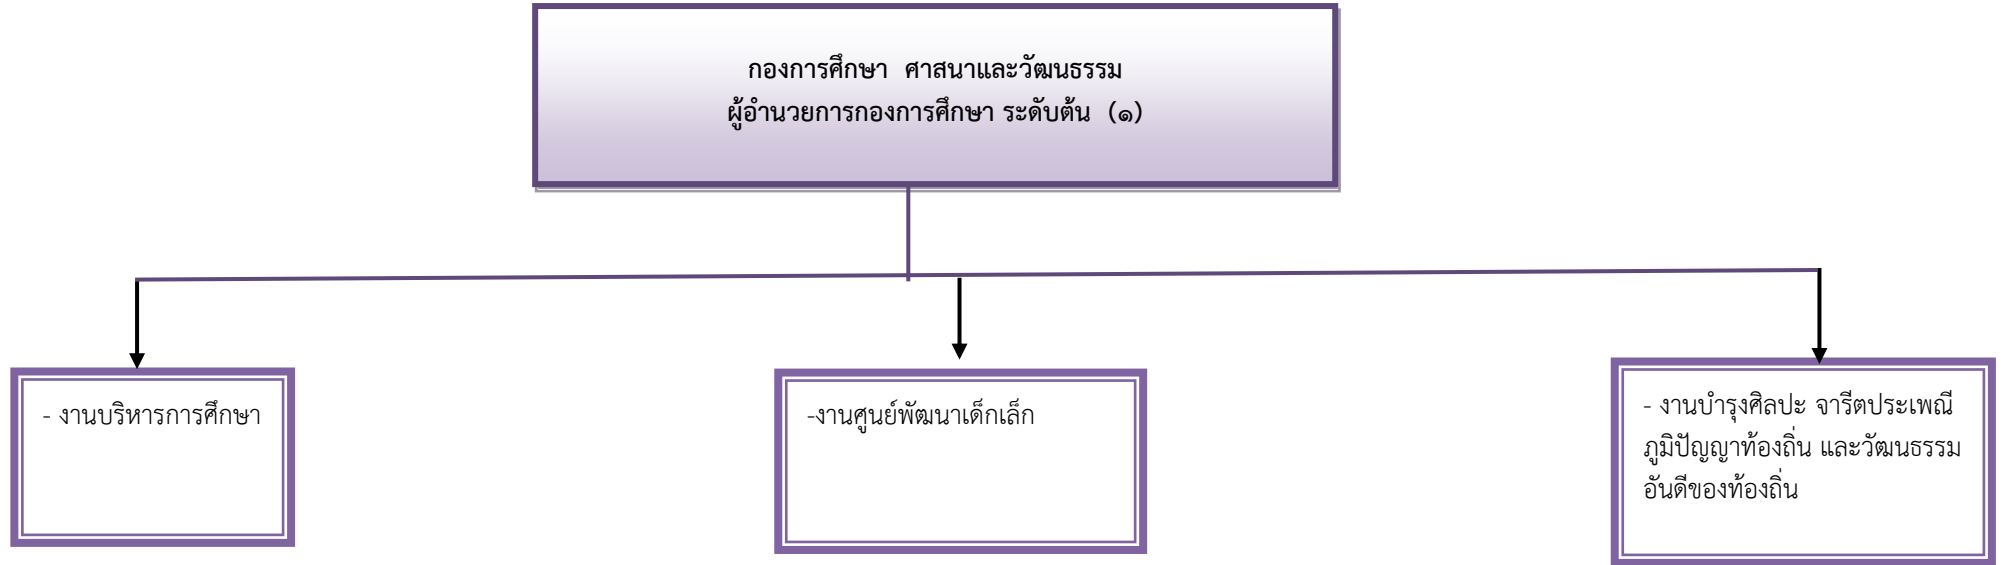 กองการศึกษา ศาสนาและวัฒนธรรม
ผู้อำนวยการกองการศึกษา ระดับต้น (๑)
- งานบริหารการศึกษา
-งานศูนย์พัฒนาเด็กเล็ก
- งานบำรุงศิลปะ จารีตประเพณี
ภูมิปัญญาท้องถิ่น และวัฒนธรรม
อันดีของท้องถิ่น